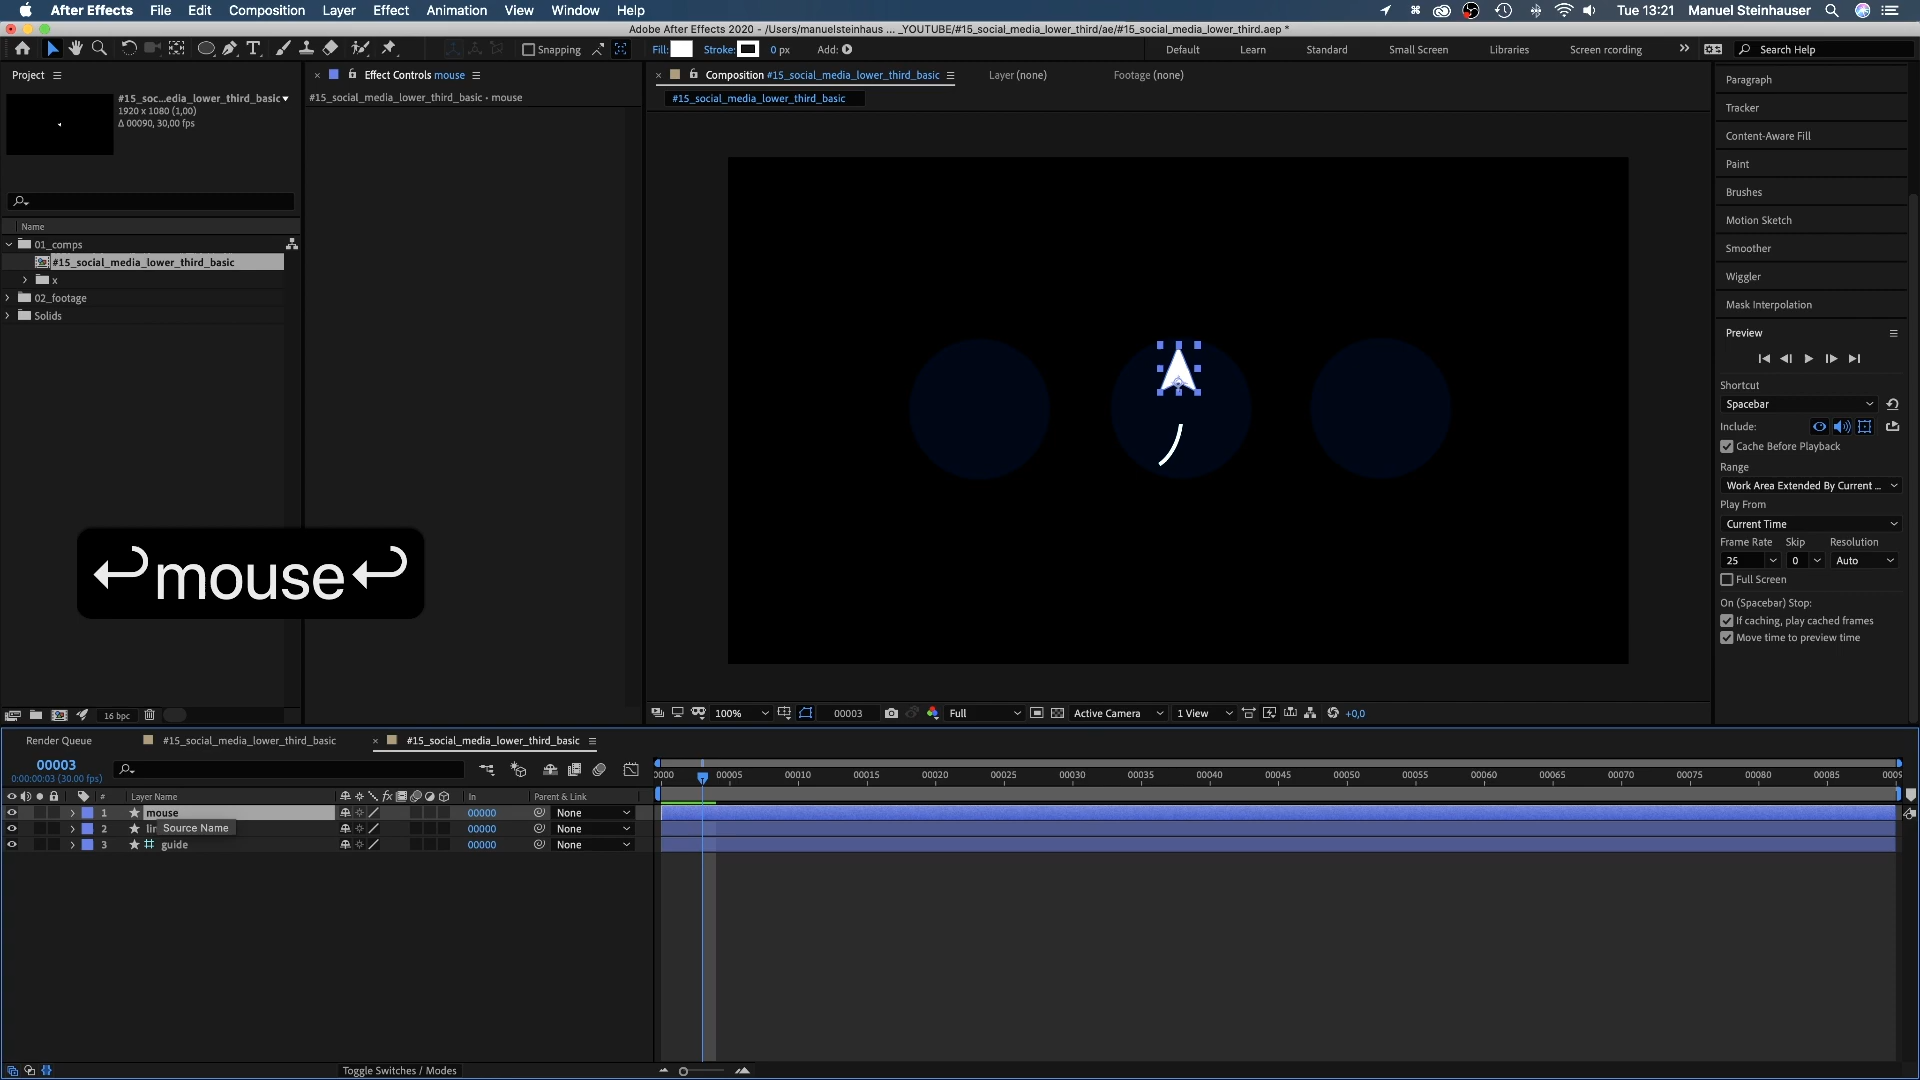 After Effects File Edit Composition Layer Effect Animation View Window Help
Tue 13:21 Manuel Steinhauser
Adobe After Effects 2020 - /Users/manuelsteinhaus ... _YOUTUBE/#15_social_media_lower_third/ae/#15_social_media_lower_third.aep *
Snapping
Fill: Stroke: 0 px Add:
Default Learn Standard Small Screen Libraries Screen rcording
Search Help
Project
Effect Controls mouse
Composition #15_social_media_lower_third_basic
Layer (none)
Footage (none)
#15_soc...edia_lower_third_basic
1920 x 1080 (1,00)
Δ 00090, 30,00 fps
#15_social_media_lower_third_basic • mouse
#15_social_media_lower_third_basic
Name
01_comps
#15_social_media_lower_third_basic
x
02_footage
Solids
mouse
16 bpc
100%
00003
Full
Active Camera
1 View
+0,0
Paragraph
Tracker
Content-Aware Fill
Paint
Brushes
Motion Sketch
Smoother
Wiggler
Mask Interpolation
Preview
Shortcut
Spacebar
Include:
Cache Before Playback
Range
Work Area Extended By Current ...
Play From
Current Time
Frame Rate Skip Resolution
25 0 Auto
Full Screen
On (Spacebar) Stop:
If caching, play cached frames
Move time to preview time
Render Queue
#15_social_media_lower_third_basic
#15_social_media_lower_third_basic
00003
0:00:00:03 (30.00 fps)
0000 00005 00010 00015 00020 00025 00030 00035 00040 00045 00050 00055 00060 00065 00070 00075 00080 00085 0009
# Layer Name In Parent & Link
1 mouse 00000 None
2 lir 00000 None
Source Name
3 guide 00000 None
Toggle Switches / Modes